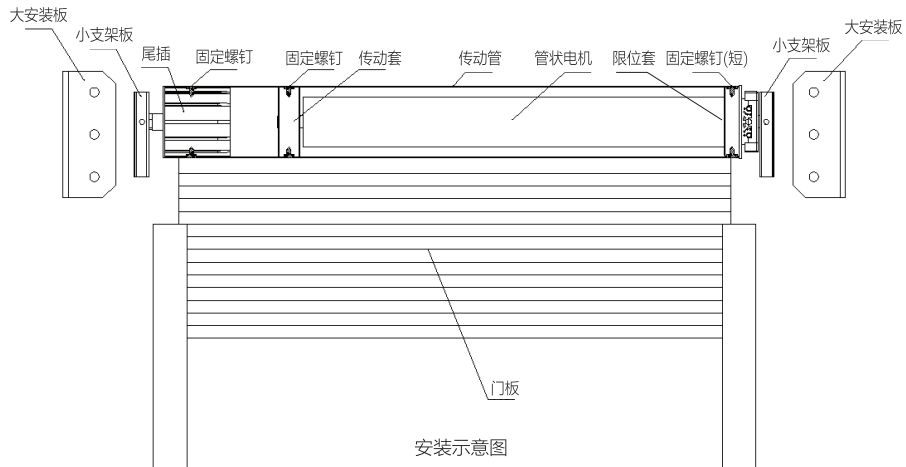 大安装板
小支架板
尾插
固定螺钉
固定螺钉
传动套
传动管
管状电机
限位套
固定螺钉(短)
小支架板
大安装板
门板
安装示意图